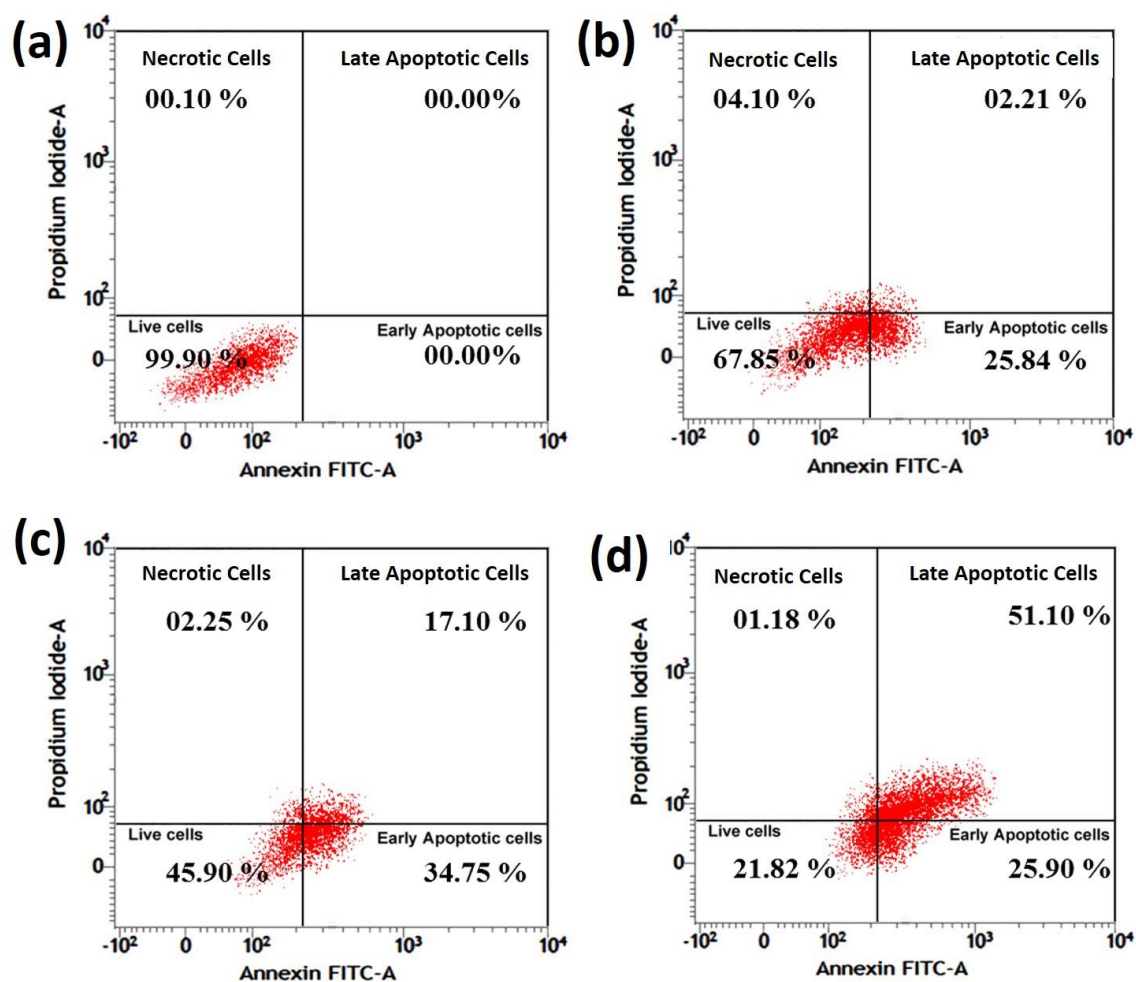 (a)
10⁴
Necrotic Cells
Late Apoptotic Cells
00.10 %
00.00%
10³
Propidium Iodide-A
10²
Live cells
Early Apoptotic cells
99.90 %
00.00%
0
-10² 0 10² 10³ 10⁴
Annexin FITC-A
(b)
10⁴
Necrotic Cells
Late Apoptotic Cells
04.10 %
02.21 %
10³
Propidium Iodide-A
10²
Live cells
Early Apoptotic cells
67.85 %
25.84 %
0
-10² 0 10² 10³ 10⁴
Annexin FITC-A
(c)
10⁴
Necrotic Cells
Late Apoptotic Cells
02.25 %
17.10 %
10³
Propidium Iodide-A
10²
Live cells
Early Apoptotic cells
45.90 %
34.75 %
0
-10² 0 10² 10³ 10⁴
Annexin FITC-A
(d)
10⁴
Necrotic Cells
Late Apoptotic Cells
01.18 %
51.10 %
10³
Propidium Iodide-A
10²
Live cells
Early Apoptotic cells
21.82 %
25.90 %
0
-10² 0 10² 10³ 10⁴
Annexin FITC-A